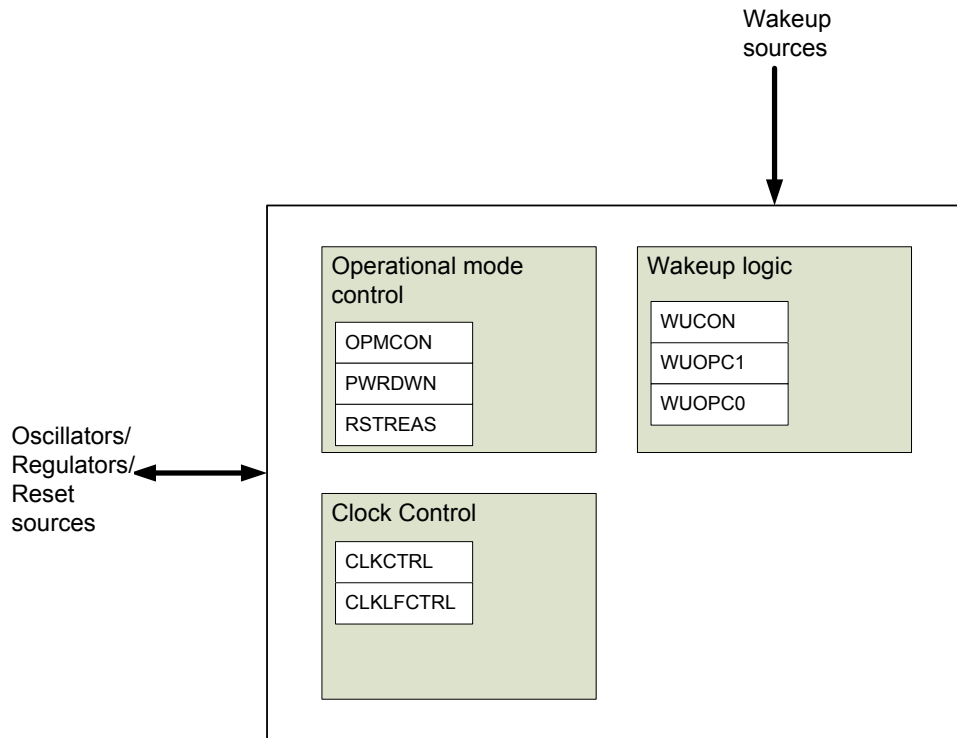 Wakeup
sources
Operational mode
control
OPMCON
PWRDWN
RSTREAS
Wakeup logic
WUCON
WUOPC1
WUOPC0
Oscillators/
Regulators/
Reset
sources
Clock Control
CLKCTRL
CLKLFCTRL